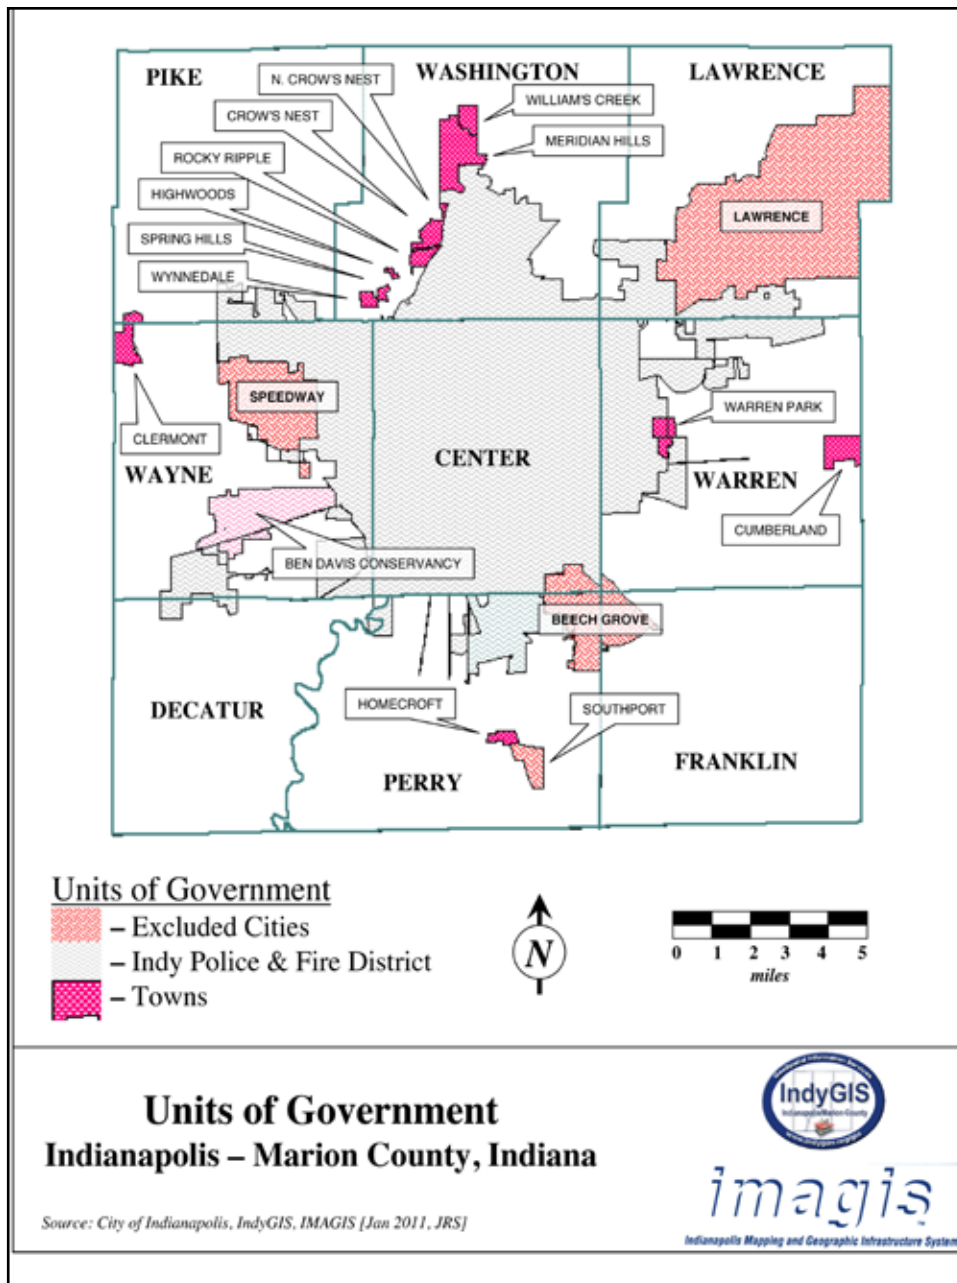 PIKE
N. CROW'S NEST
WASHINGTON
LAWRENCE
WILLIAM'S CREEK
CROW'S NEST
MERIDIAN HILLS
ROCKY RIPPLE
HIGHWOODS
LAWRENCE
SPRING HILLS
WYNNEDALE
SPEEDWAY
WARREN PARK
CLERMONT
WAYNE
CENTER
WARREN
CUMBERLAND
BEN DAVIS CONSERVANCY
BEECH GROVE
DECATUR
HOMECROFT
SOUTHPORT
PERRY
FRANKLIN
Units of Government
– Excluded Cities
– Indy Police & Fire District
– Towns
N
0 1 2 3 4 5
miles
Units of Government
Indianapolis – Marion County, Indiana
Source: City of Indianapolis, IndyGIS, IMAGIS [Jan 2011, JRS]
IndyGIS
Indianapolis/Marion County
imagis
Indianapolis Mapping and Geographic Infrastructure System